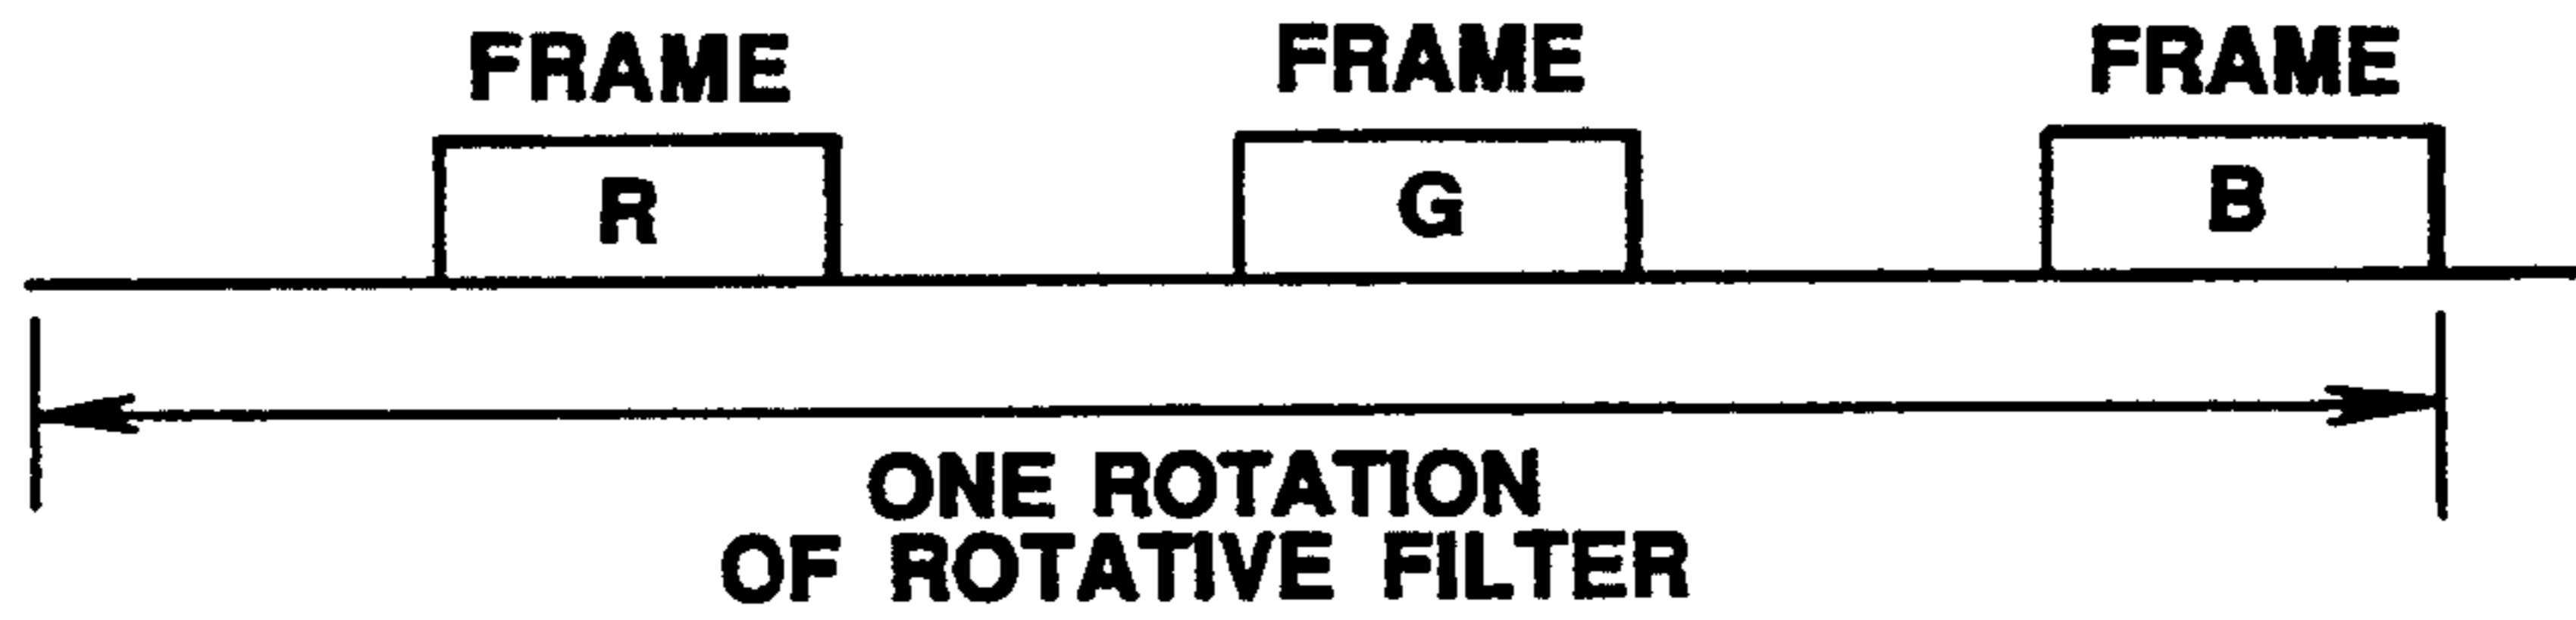 FRAME FRAME FRAME
R G B
ONE ROTATION
OF ROTATIVE FILTER